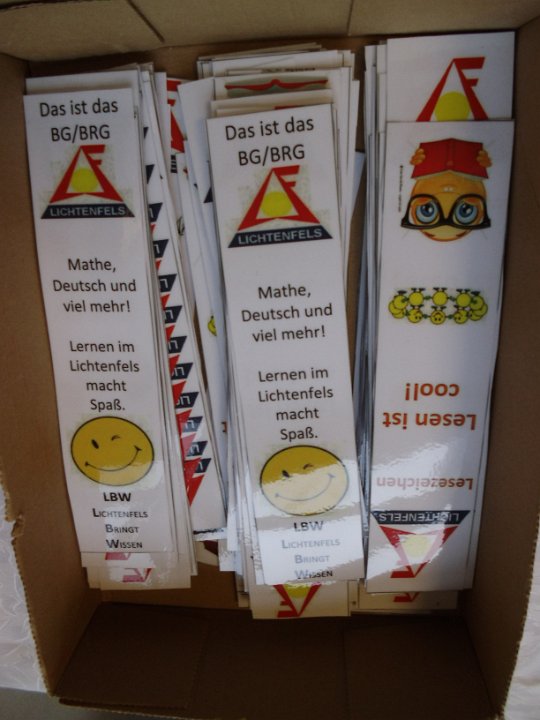 Das ist das
BG/BRG
LICHTENFELS
Mathe,
Deutsch und
viel mehr!
Lernen im
Lichtenfels
macht
Spaß.
LBW
LICHTENFELS
BRINGT
WISSEN
Das ist das
BG/BRG
LICHTENFELS
Mathe,
Deutsch und
viel mehr!
Lernen im
Lichtenfels
macht
Spaß.
LBW
LICHTENFELS
BRINGT
WISSEN
LICHTENFELS
Lesezeichen
Lesen ist
cool!